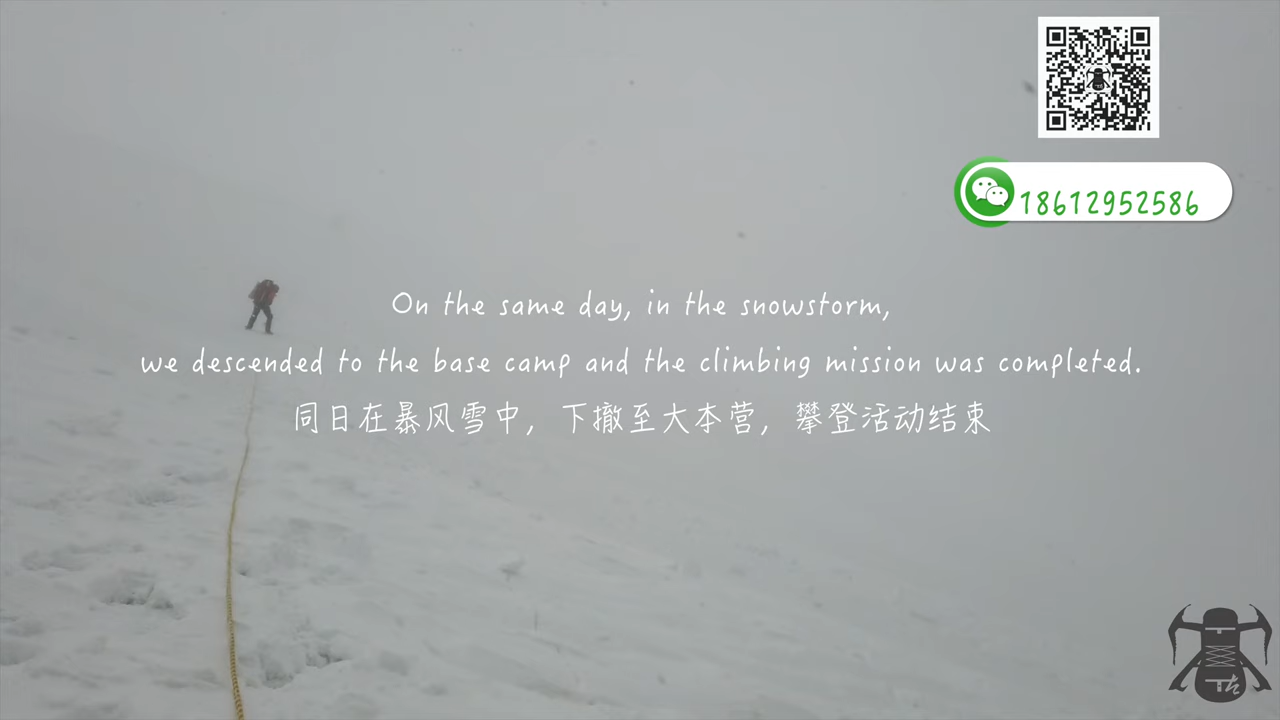 18612952586
On the same day, in the snowstorm,
we descended to the base camp and the climbing mission was completed.
同日在暴风雪中，下撤至大本营，攀登活动结束